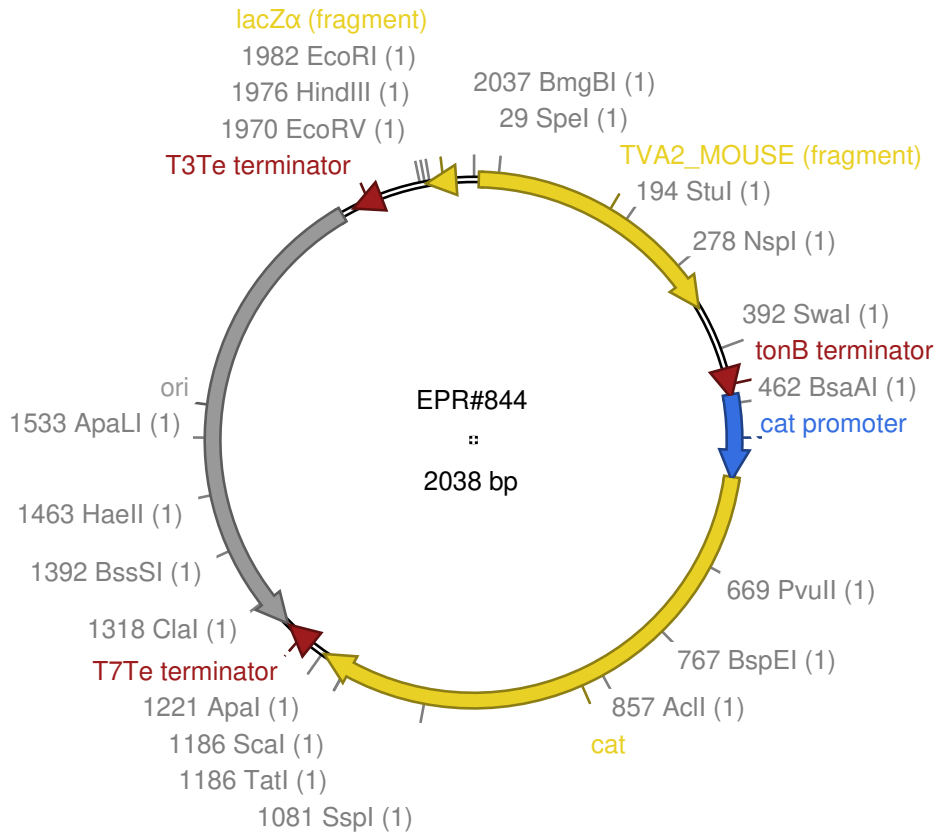 lacZα (fragment)
1982 EcoRI (1)
1976 HindIII (1)
1970 EcoRV (1)
T3Te terminator
2037 BmgBI (1)
29 SpeI (1)
TVA2_MOUSE (fragment)
194 StuI (1)
278 NspI (1)
392 SwaI (1)
tonB terminator
462 BsaAI (1)
cat promoter
EPR#844
2038 bp
ori
1533 ApaLI (1)
1463 HaeII (1)
1392 BssSI (1)
1318 ClaI (1)
T7Te terminator
1221 ApaI (1)
1186 ScaI (1)
1186 TatI (1)
1081 SspI (1)
669 PvuII (1)
767 BspEI (1)
857 AclI (1)
cat